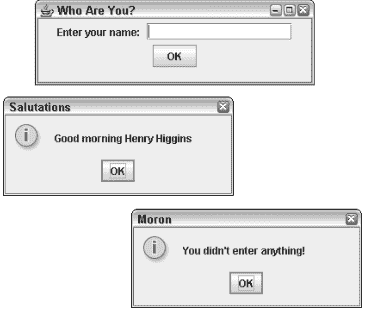 Who Are You?
Enter your name:
OK
Salutations
Good morning Henry Higgins
OK
Moron
You didn't enter anything!
OK